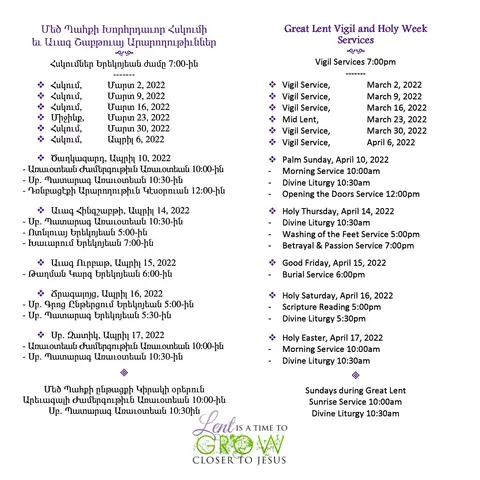 Մեծ Պահքի Խորհրդաւոր Հսկումի
եւ Աւագ Շաբթուայ Արարողութիւններ
Հսկումներ Երեկոյեան ժամը 7:00-ին
-------
❖ Հսկում, Մարտ 2, 2022
❖ Հսկում, Մարտ 9, 2022
❖ Հսկում, Մարտ 16, 2022
❖ Միջինք, Մարտ 23, 2022
❖ Հսկում, Մարտ 30, 2022
❖ Հսկում, Ապրիլ 6, 2022
❖ Ծաղկազարդ, Ապրիլ 10, 2022
- Առաւօտեան Ժամերգութիւն Առաւօտեան 10:00-ին
- Սբ. Պատարագ Առաւօտեան 10:30-ին
- Դռնբացէքի Արարողութիւն Կէսօրուան 12:00-ին
❖ Աւագ Հինգշաբթի, Ապրիլ 14, 2022
- Սբ. Պատարագ Առաւօտեան 10:30-ին
- Ոտնլուայ Երեկոյեան 5:00-ին
- Խաւարում Երեկոյեան 7:00-ին
❖ Աւագ Ուրբաթ, Ապրիլ 15, 2022
- Թաղման Կարգ Երեկոյեան 6:00-ին
❖ Ճրագալոյց, Ապրիլ 16, 2022
- Սբ. Գրոց Ընթերցում Երեկոյեան 5:00-ին
- Սբ. Պատարագ Երեկոյեան 5:30-ին
❖ Սբ. Զատիկ, Ապրիլ 17, 2022
- Առաւօտեան Ժամերգութիւն Առաւօտեան 10:00-ին
- Սբ. Պատարագ Առաւօտեան 10:30-ին
Մեծ Պահքի ընթացքի Կիրակի օրերուն
Արեւագալի Ժամերգութիւն Առաւօտեան 10:00-ին
Սբ. Պատարագ Առաւօտեան 10:30ին
Great Lent Vigil and Holy Week
Services
Vigil Services 7:00pm
-------
❖ Vigil Service, March 2, 2022
❖ Vigil Service, March 9, 2022
❖ Vigil Service, March 16, 2022
❖ Mid Lent, March 23, 2022
❖ Vigil Service, March 30, 2022
❖ Vigil Service, April 6, 2022
❖ Palm Sunday, April 10, 2022
- Morning Service 10:00am
- Divine Liturgy 10:30am
- Opening the Doors Service 12:00pm
❖ Holy Thursday, April 14, 2022
- Divine Liturgy 10:30am
- Washing of the Feet Service 5:00pm
- Betrayal & Passion Service 7:00pm
❖ Good Friday, April 15, 2022
- Burial Service 6:00pm
❖ Holy Saturday, April 16, 2022
- Scripture Reading 5:00pm
- Divine Liturgy 5:30pm
❖ Holy Easter, April 17, 2022
- Morning Service 10:00am
- Divine Liturgy 10:30am
Sundays during Great Lent
Sunrise Service 10:00am
Divine Liturgy 10:30am
Lent IS A TIME TO
GROW
CLOSER TO JESUS